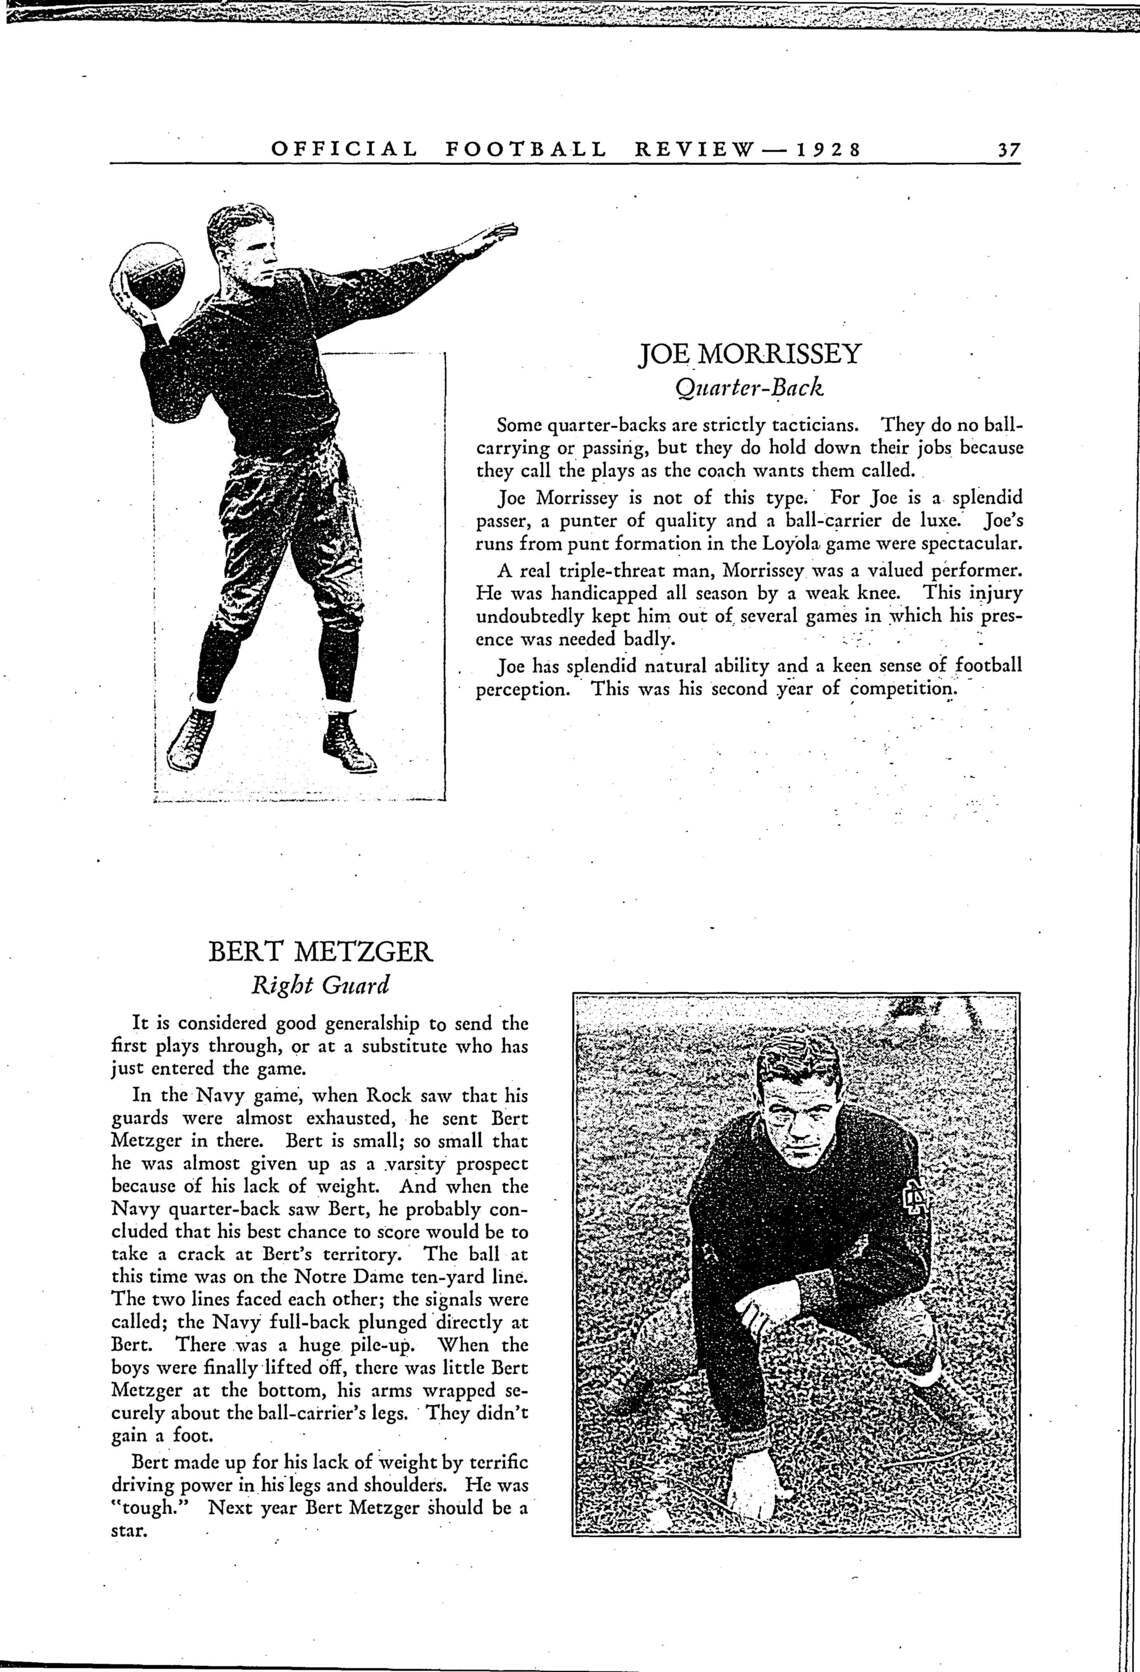 OFFICIAL FOOTBALL REVIEW—1928 37
JOE MORRISSEY
Quarter-Back
Some quarter-backs are strictly tacticians. They do no ball-
carrying or passing, but they do hold down their jobs because
they call the plays as the coach wants them called.
Joe Morrissey is not of this type. For Joe is a splendid
passer, a punter of quality and a ball-carrier de luxe. Joe's
runs from punt formation in the Loyola game were spectacular.
A real triple-threat man, Morrissey was a valued performer.
He was handicapped all season by a weak knee. This injury
undoubtedly kept him out of several games in which his pres-
ence was needed badly.
Joe has splendid natural ability and a keen sense of football
perception. This was his second year of competition.
BERT METZGER
Right Guard
It is considered good generalship to send the
first plays through, or at a substitute who has
just entered the game.
In the Navy game, when Rock saw that his
guards were almost exhausted, he sent Bert
Metzger in there. Bert is small; so small that
he was almost given up as a varsity prospect
because of his lack of weight. And when the
Navy quarter-back saw Bert, he probably con-
cluded that his best chance to score would be to
take a crack at Bert's territory. The ball at
this time was on the Notre Dame ten-yard line.
The two lines faced each other; the signals were
called; the Navy full-back plunged directly at
Bert. There was a huge pile-up. When the
boys were finally lifted off, there was little Bert
Metzger at the bottom, his arms wrapped se-
curely about the ball-carrier's legs. They didn't
gain a foot.
Bert made up for his lack of weight by terrific
driving power in his legs and shoulders. He was
"tough." Next year Bert Metzger should be a
star.